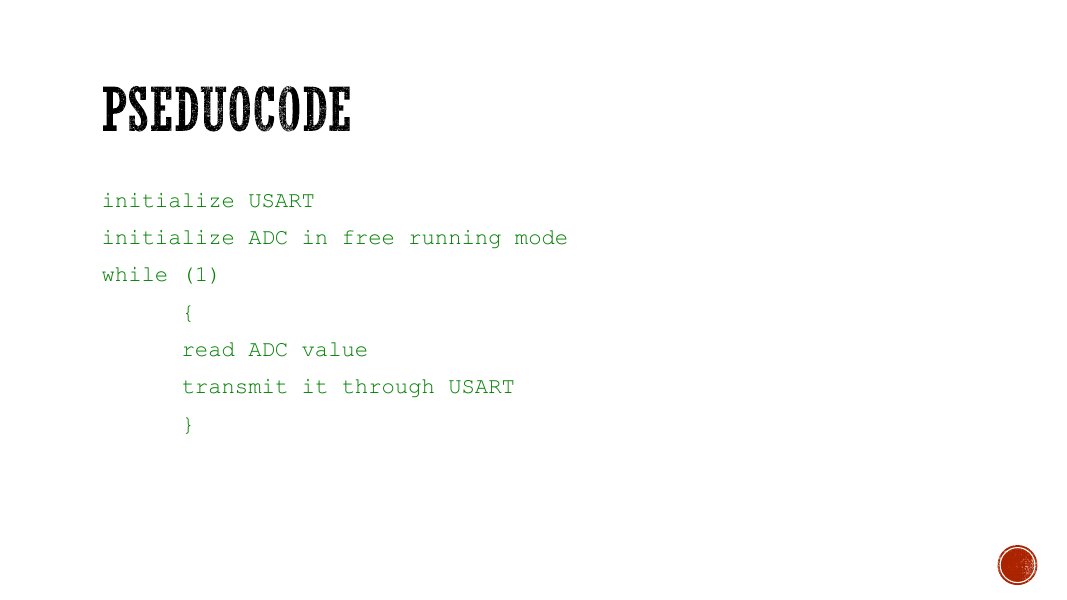 PSEDUOCODE
initialize USART
initialize ADC in free running mode
while (1)
{
read ADC value
transmit it through USART
}